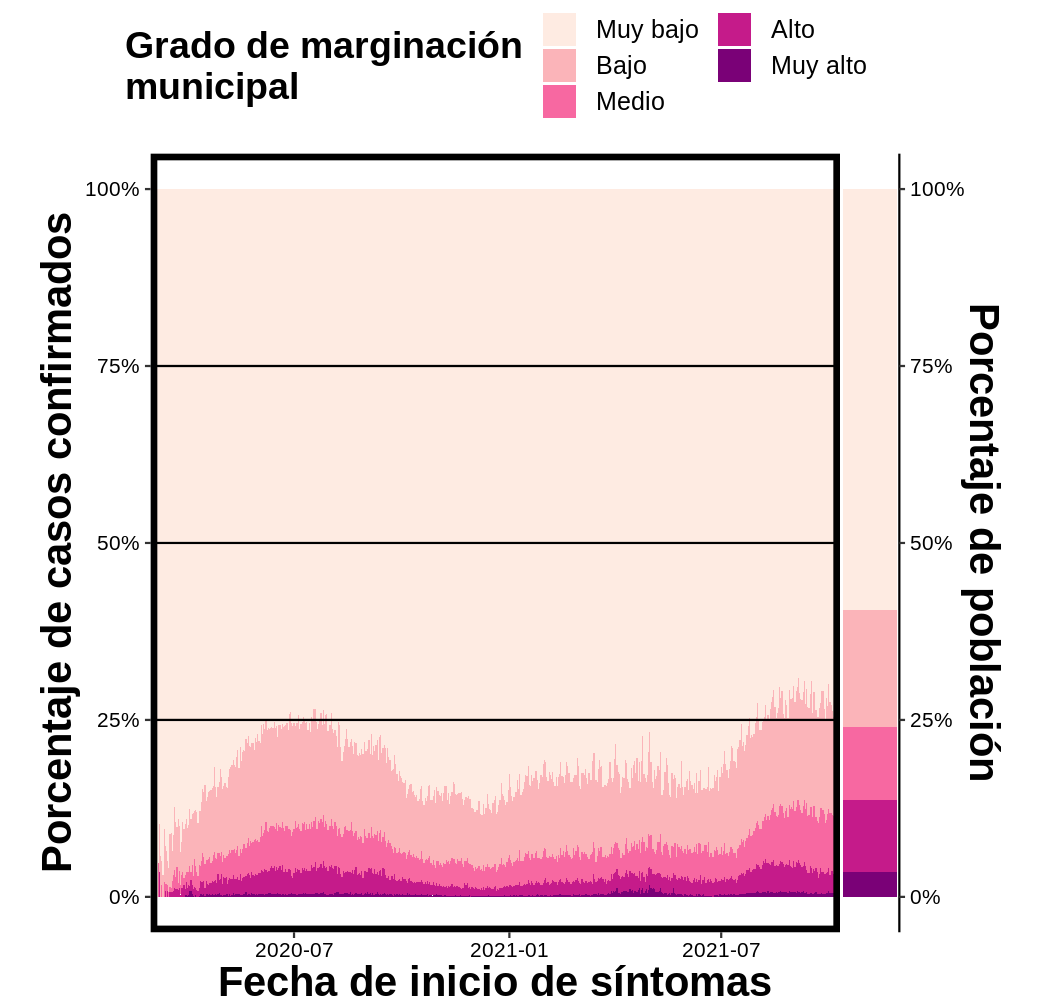 Grado de marginación
municipal
Muy bajo
Bajo
Medio
Alto
Muy alto
Porcentaje de casos confirmados
100%
75%
50%
25%
0%
100%
75%
50%
25%
0%
Porcentaje de población
2020-07
2021-01
2021-07
Fecha de inicio de síntomas